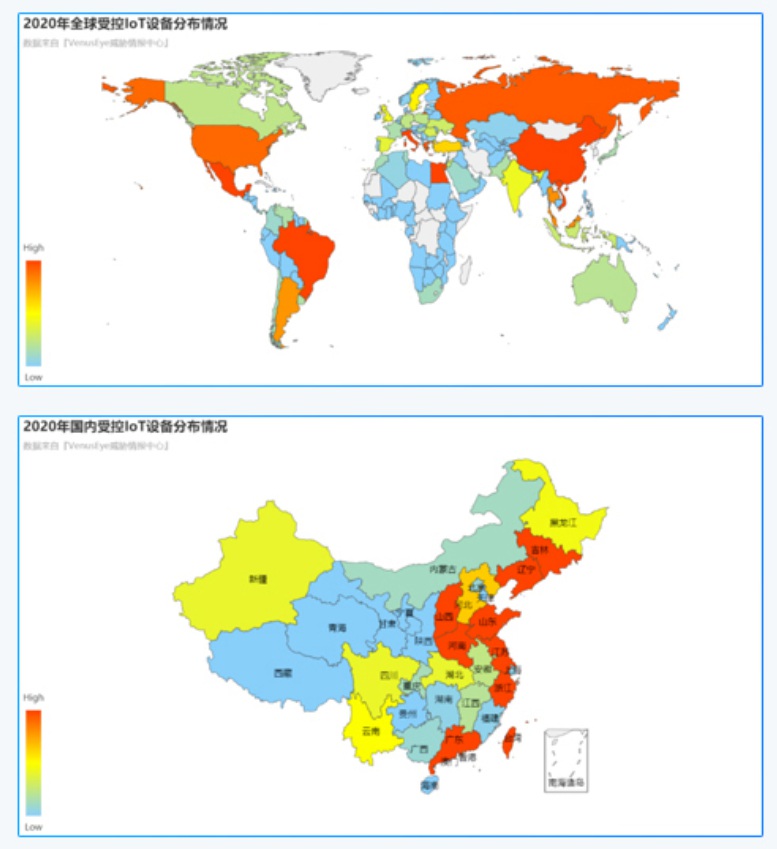 2020年全球受控IoT设备分布情况
数据来自『VenusEye威胁情报中心』
High
Low
2020年国内受控IoT设备分布情况
数据来自『VenusEye威胁情报中心』
黑龙江
吉林
辽宁
内蒙古
新疆
北京
天津
河北
宁夏
山西
山东
青海
甘肃
陕西
河南
江苏
西藏
四川
湖北
安徽
上海
重庆
浙江
湖南
江西
贵州
福建
云南
广西
广东
台湾
香港
澳门
海南
南海诸岛
High
Low